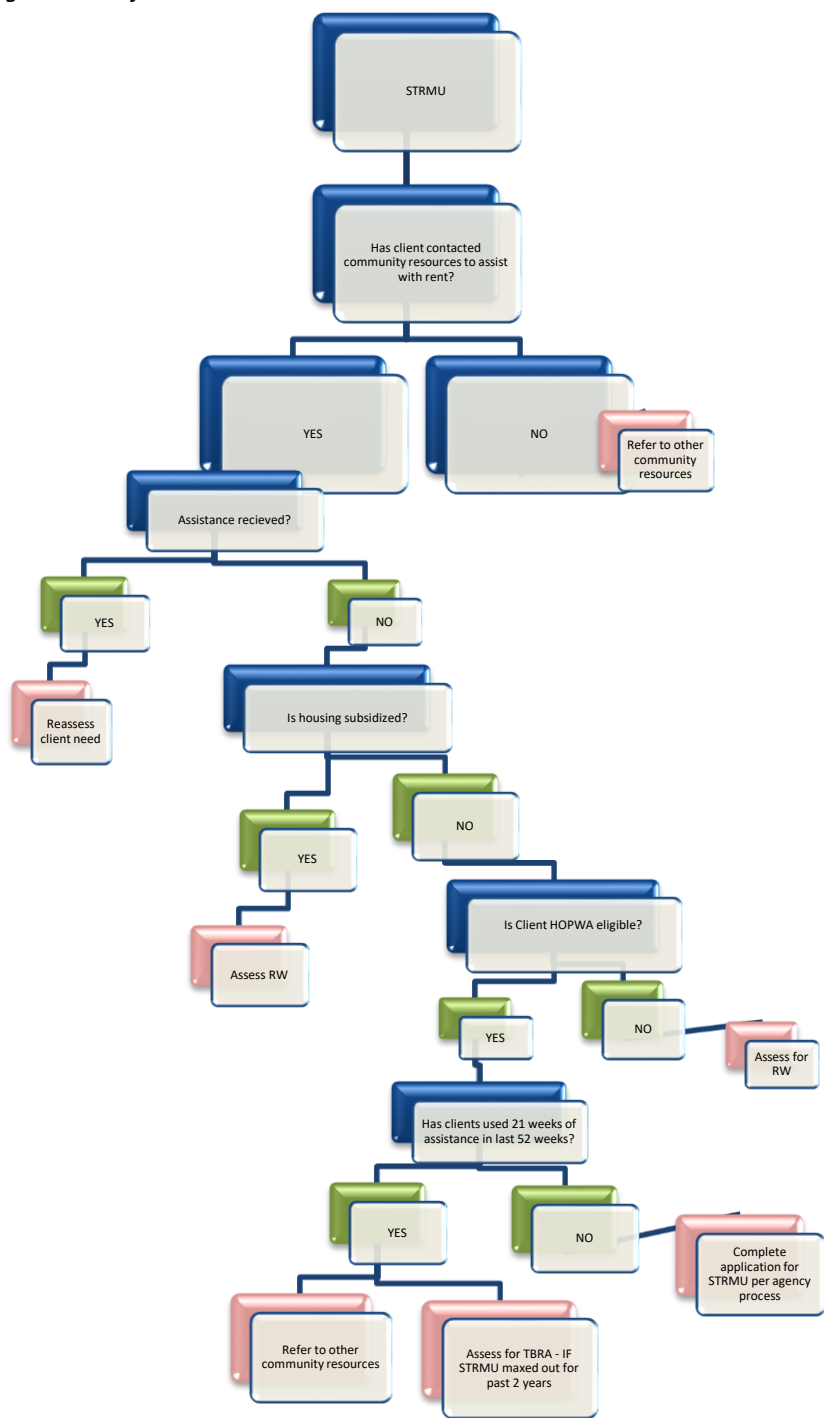 STRMU
Has client contacted
community resources to assist
with rent?
YES
NO
Refer to other
community
resources
Assistance recieved?
YES
NO
Reassess
client need
Is housing subsidized?
YES
NO
Assess RW
Is Client HOPWA eligible?
YES
NO
Assess for
RW
Has clients used 21 weeks of
assistance in last 52 weeks?
YES
NO
Complete
application for
STRMU per agency
process
Refer to other
community resources
Assess for TBRA - IF
STRMU maxed out for
past 2 years